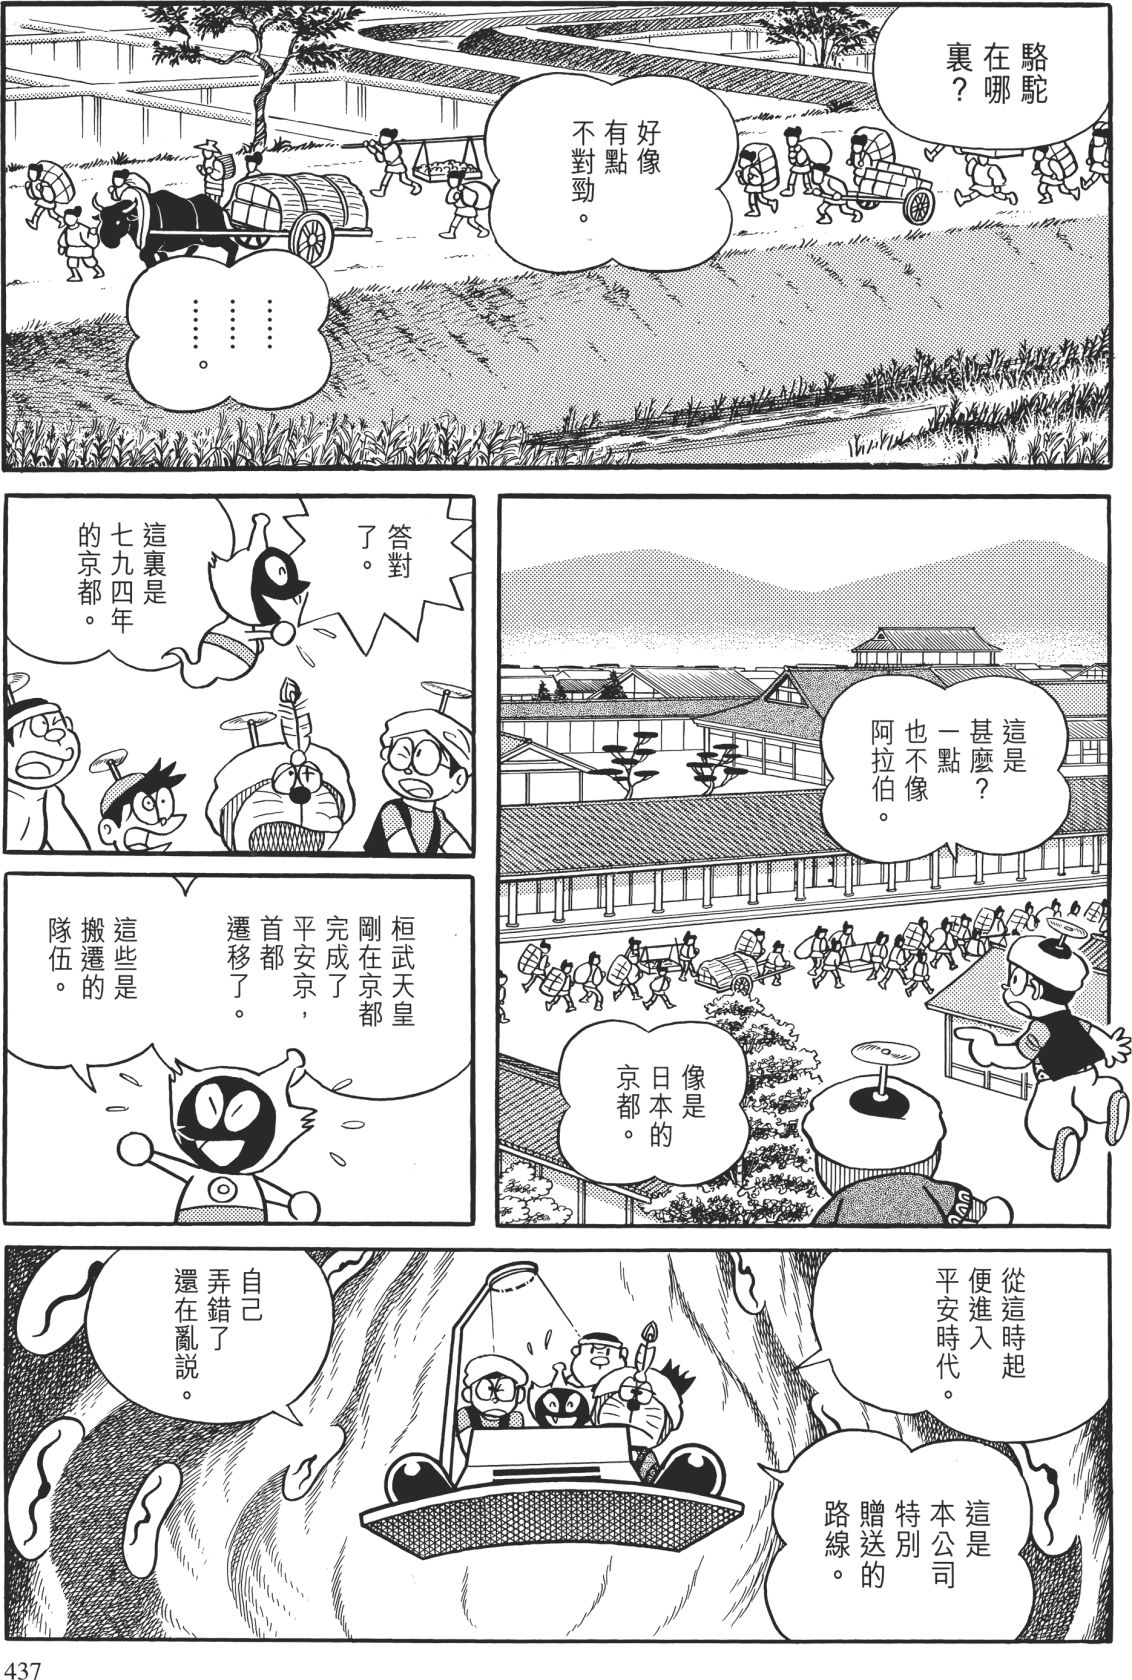 駱駝
在哪
裏？
好像
有點
不對勁。
………
………
………。
這是
甚麼？
一點
也不像
阿拉伯。
像是
日本的
京都。
答對
了。
這裏是
七九四年
的京都。
桓武天皇
剛在京都
完成了
平安京，
首都
遷移了。
這些是
搬遷的
隊伍。
從這時起
便進入
平安時代。
這是
本公司
特別
贈送的
路線。
自己
弄錯了
還在亂説。
437